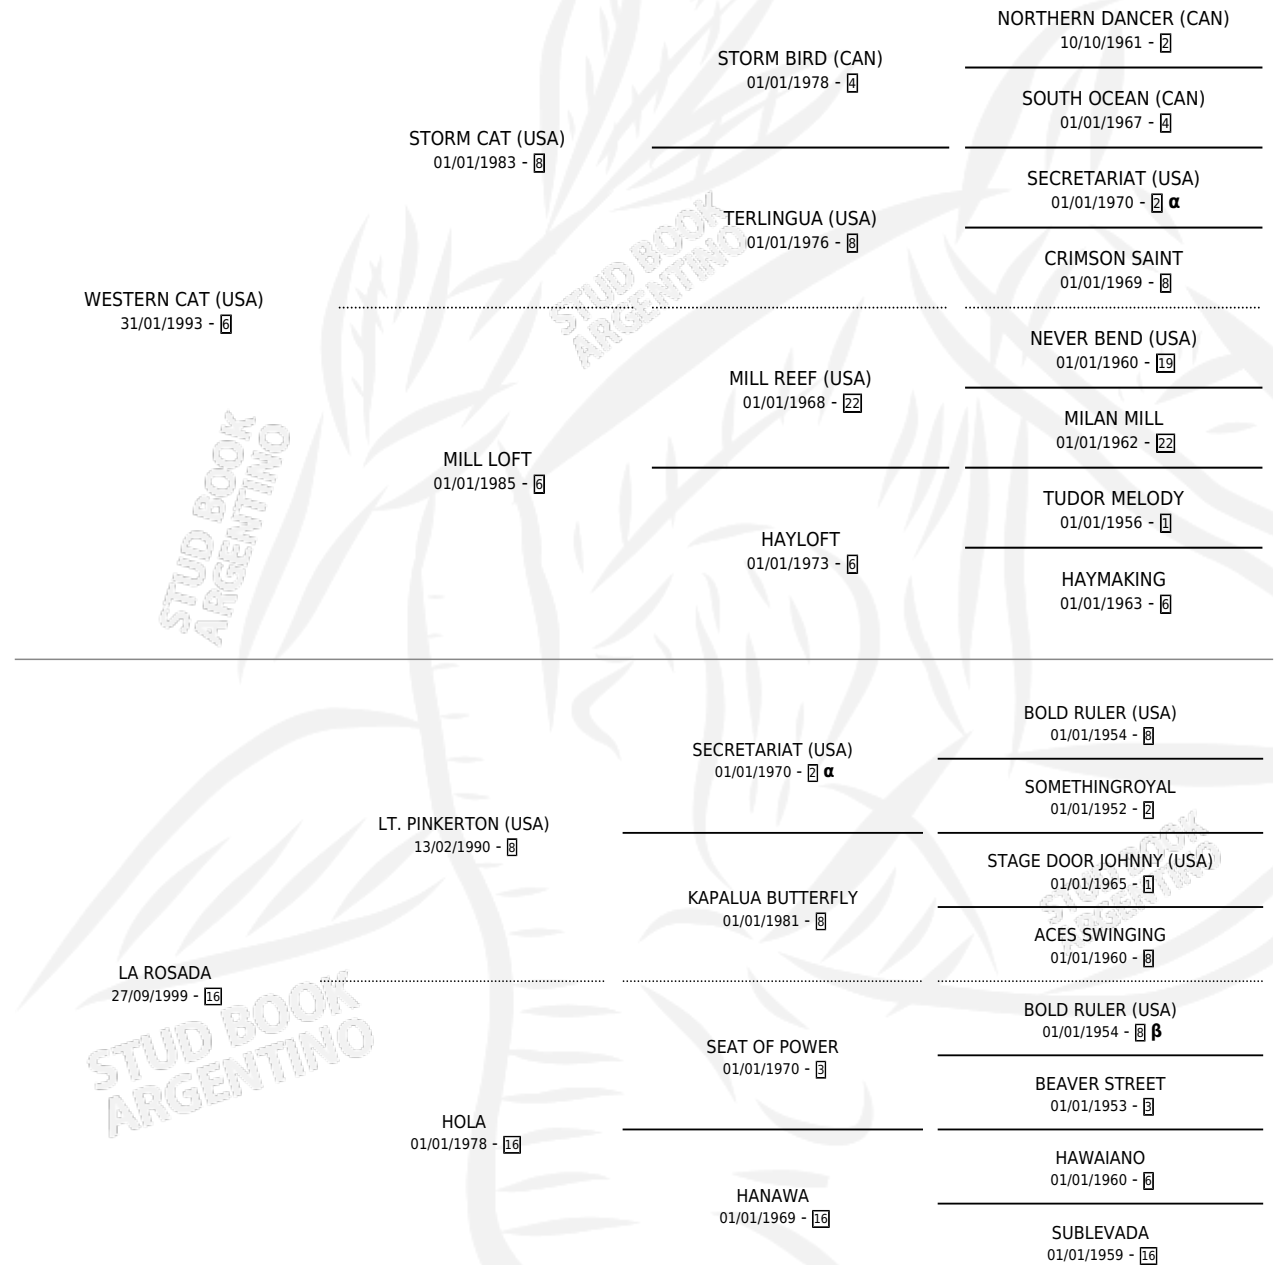 NORTHERN DANCER (CAN)
10/10/1961 - 2
STORM BIRD (CAN)
01/01/1978 - 4
SOUTH OCEAN (CAN)
01/01/1967 - 4
STORM CAT (USA)
01/01/1983 - 8
SECRETARIAT (USA)
01/01/1970 - 2 α
TERLINGUA (USA)
01/01/1976 - 8
CRIMSON SAINT
01/01/1969 - 8
WESTERN CAT (USA)
31/01/1993 - 6
NEVER BEND (USA)
01/01/1960 - 19
MILL REEF (USA)
01/01/1968 - 22
MILAN MILL
01/01/1962 - 22
MILL LOFT
01/01/1985 - 6
TUDOR MELODY
01/01/1956 - 1
HAYLOFT
01/01/1973 - 6
HAYMAKING
01/01/1963 - 6
BOLD RULER (USA)
01/01/1954 - 8
SECRETARIAT (USA)
01/01/1970 - 2 α
SOMETHINGROYAL
01/01/1952 - 2
LT. PINKERTON (USA)
13/02/1990 - 8
STAGE DOOR JOHNNY (USA)
01/01/1965 - 1
KAPALUA BUTTERFLY
01/01/1981 - 8
ACES SWINGING
01/01/1960 - 8
LA ROSADA
27/09/1999 - 16
BOLD RULER (USA)
01/01/1954 - 8 β
SEAT OF POWER
01/01/1970 - 3
BEAVER STREET
01/01/1953 - 3
HOLA
01/01/1978 - 16
HAWAIANO
01/01/1960 - 6
HANAWA
01/01/1969 - 16
SUBLEVADA
01/01/1959 - 16
STUD BOOK
ARGENTINO
STUD BOOK
ARGENTINO
STUD BOOK
ARGENTINO
STUD BOOK
ARGENTINO